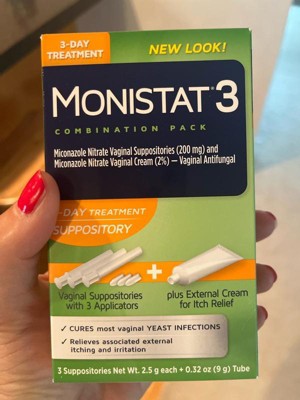 3-DAY
TREATMENT
NEW LOOK!
MONISTAT® 3
COMBINATION PACK
Miconazole Nitrate Vaginal Suppositories (200 mg) and
Miconazole Nitrate Vaginal Cream (2%) — Vaginal Antifungal
-DAY TREATMENT
SUPPOSITORY
+
Vaginal Suppositories
with 3 Applicators
plus External Cream
for Itch Relief
✓ CURES most vaginal YEAST INFECTIONS
✓ Relieves associated external
itching and irritation
3 Suppositories Net Wt. 2.5 g each + 0.32 oz (9 g) Tube